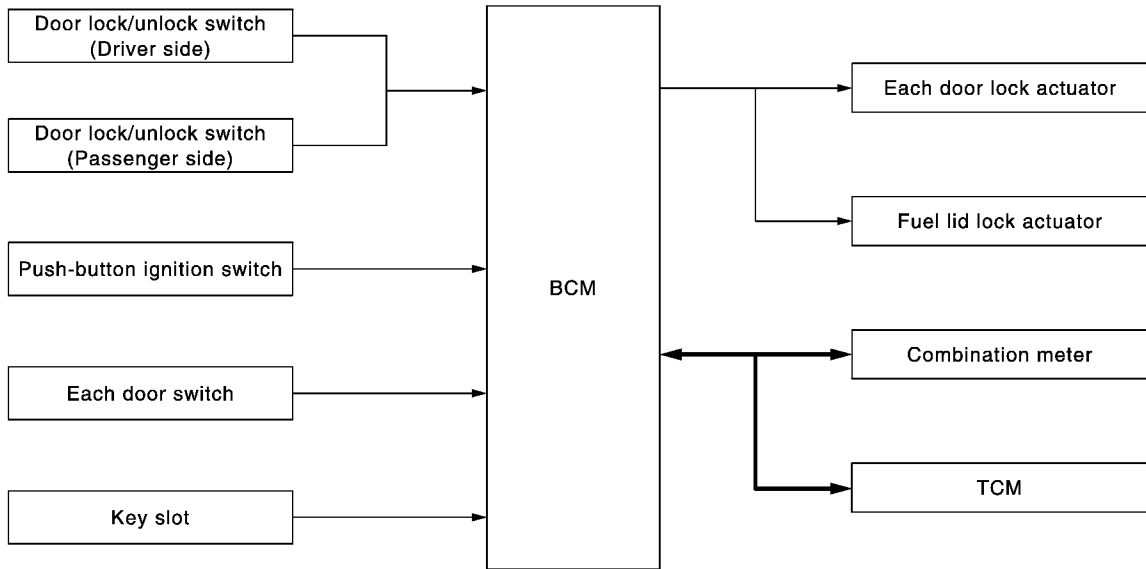 Door lock/unlock switch
(Driver side)
Door lock/unlock switch
(Passenger side)
Push-button ignition switch
Each door switch
Key slot
BCM
Each door lock actuator
Fuel lid lock actuator
Combination meter
TCM